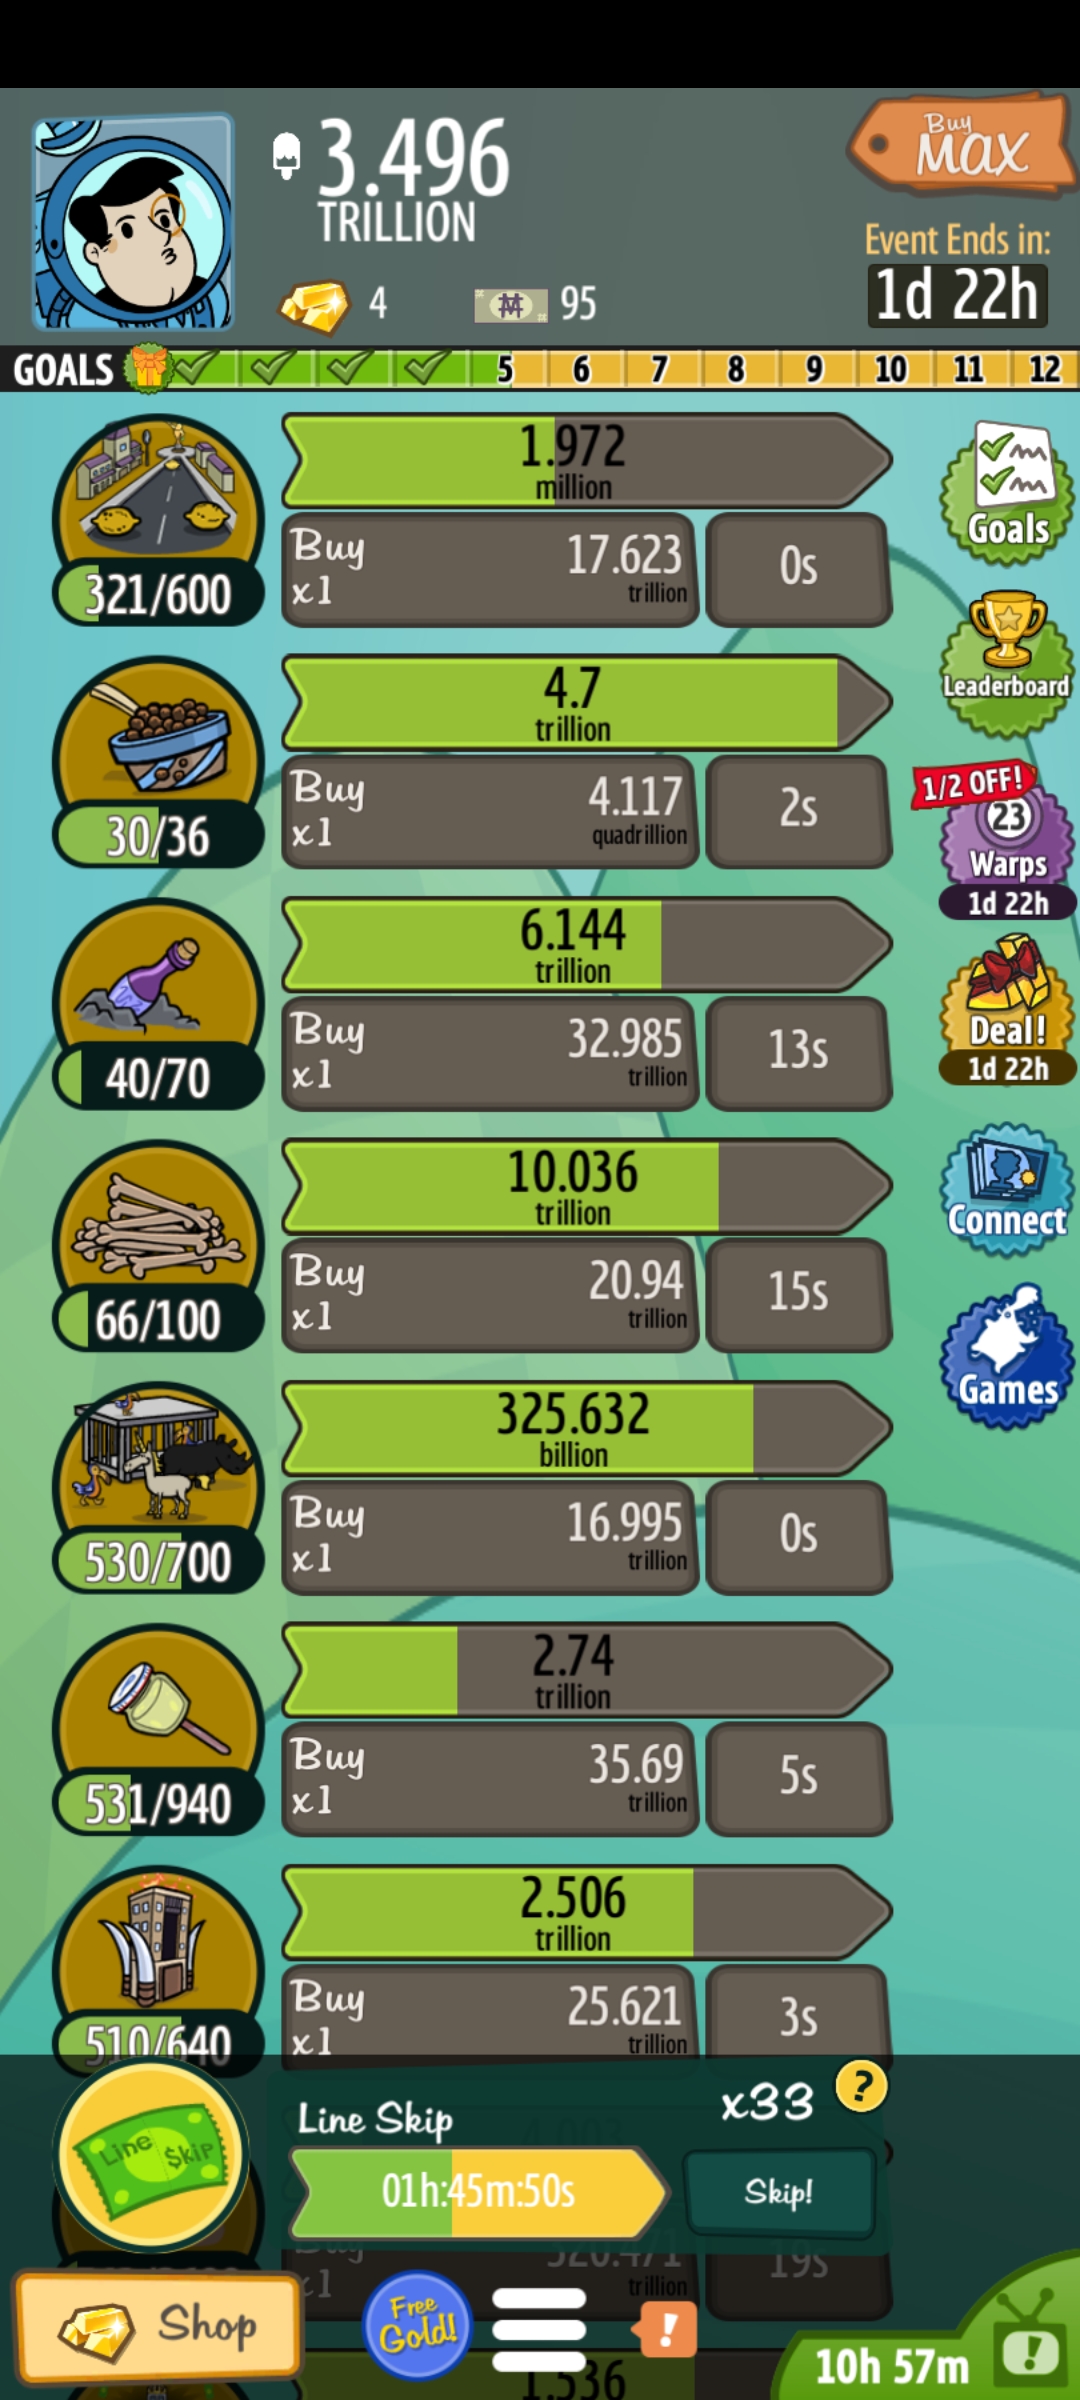 3.496
TRILLION
Buy
MAX
Event Ends in:
1d 22h
4
95
GOALS
5 6 7 8 9 10 11 12
1.972
million
Buy
x1
17.623
trillion
0s
321/600
Goals
4.7
trillion
Buy
x1
4.117
quadrillion
2s
30/36
Leaderboard
1/2 OFF!
23
Warps
1d 22h
6.144
trillion
Buy
x1
32.985
trillion
13s
40/70
Deal!
1d 22h
10.036
trillion
Buy
x1
20.94
trillion
15s
66/100
Connect
Games
325.632
billion
Buy
x1
16.995
trillion
0s
530/700
2.74
trillion
Buy
x1
35.69
trillion
5s
531/940
2.506
trillion
Buy
x1
25.621
trillion
3s
510/640
Line Skip
Line $kip
x33
?
01h:45m:50s
Skip!
trillion
19s
Shop
Free
Gold!
!
10h 57m
!
1.536